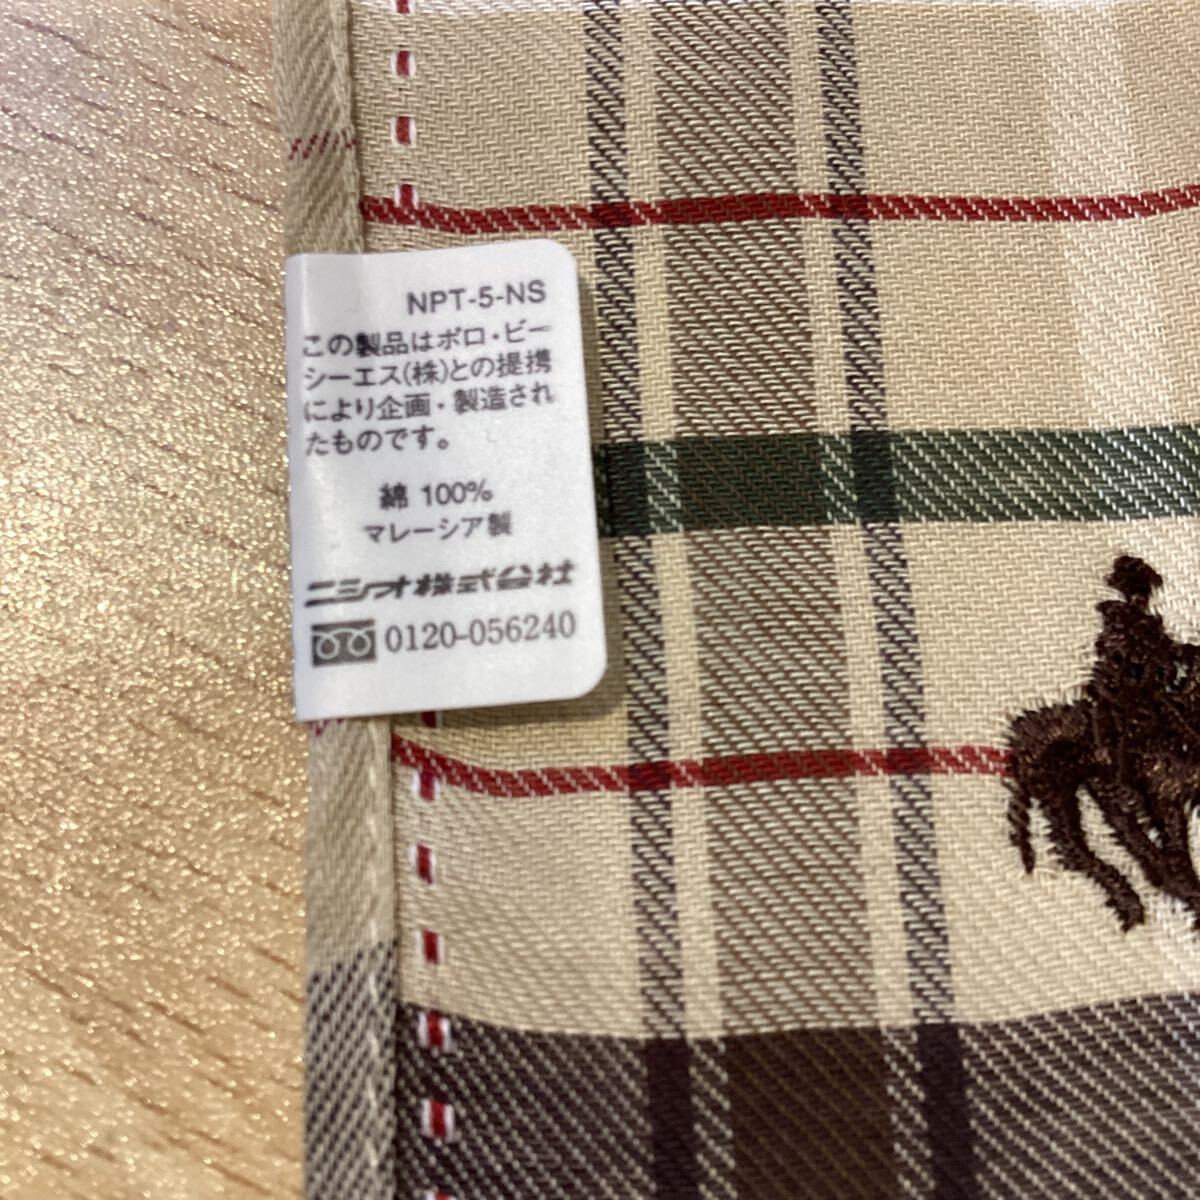 NPT-5-NS
この製品はポロ・ビー
シーエス(株)との提携
により企画・製造され
たものです。
綿 100%
マレーシア製
ニシオ株式会社
0120-056240